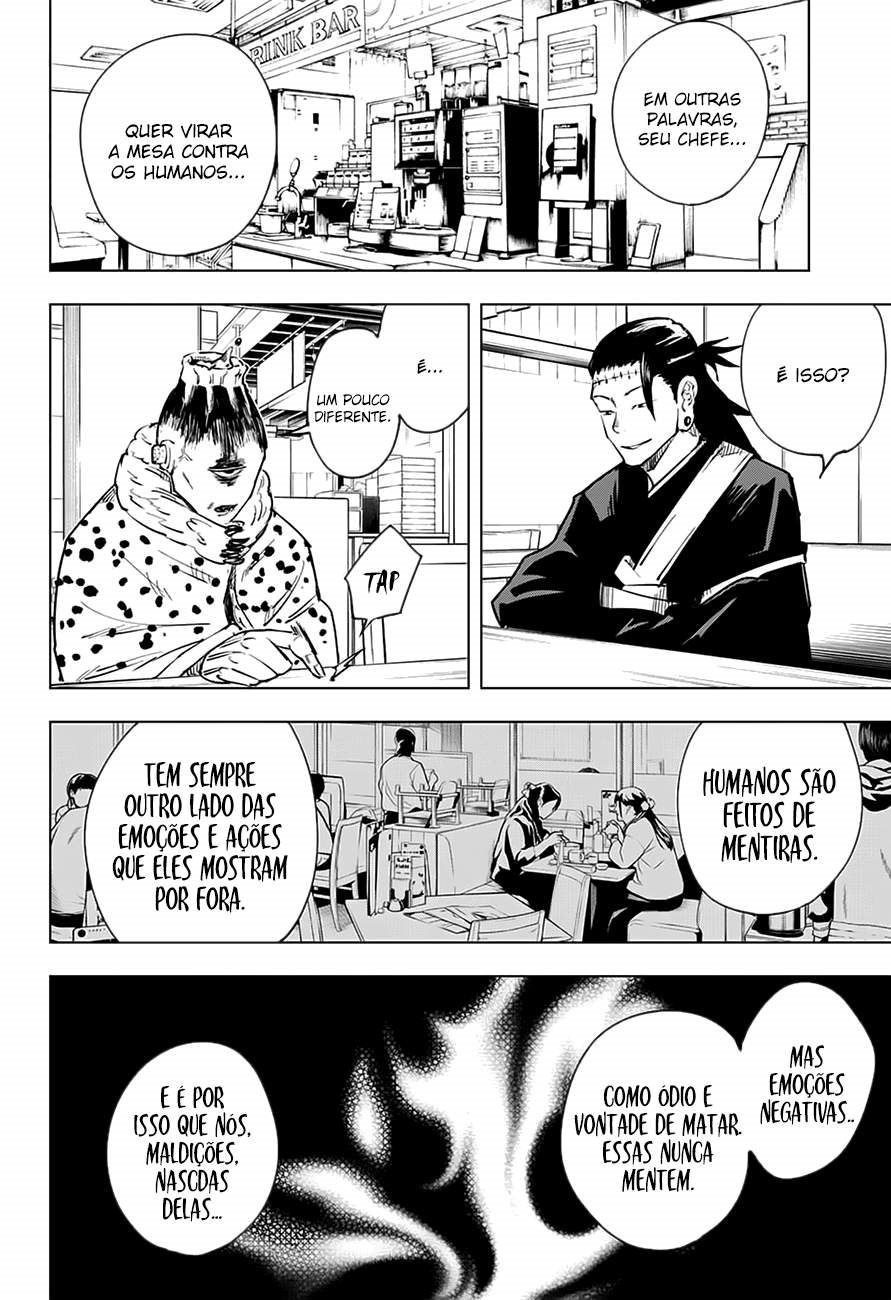 DRINK BAR
EM OUTRAS
PALAVRAS,
SEU CHEFE...
QUER VIRAR
A MESA CONTRA
OS HUMANOS...
É ISSO?
É...
UM POUCO
DIFERENTE.
TAP
HUMANOS SÃO
FEITOS DE
MENTIRAS.
TEM SEMPRE
OUTRO LADO DAS
EMOÇÕES E AÇÕES
QUE ELES MOSTRAM
POR FORA.
MAS
EMOÇÕES
NEGATIVAS..
COMO ÓDIO E
VONTADE DE MATAR.
ESSAS NUNCA
MENTEM.
E É POR
ISSO QUE NÓS,
MALDIÇÕES,
NASCDAS
DELAS...